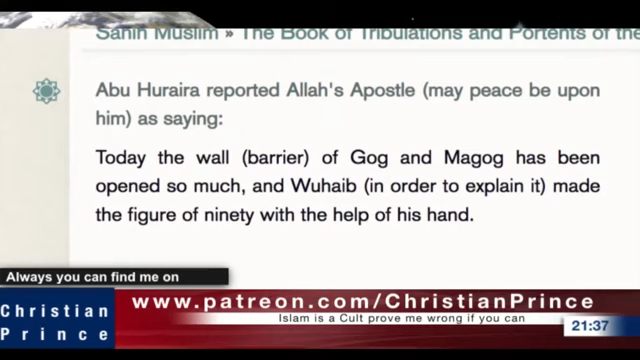 Sahih Muslim » The Book of Tribulations and Portents of the
Abu Huraira reported Allah's Apostle (may peace be upon
him) as saying:
Today the wall (barrier) of Gog and Magog has been
opened so much, and Wuhaib (in order to explain it) made
the figure of ninety with the help of his hand.
Always you can find me on
Christian
Prince
www.patreon.com/ChristianPrince
Islam is a Cult prove me wrong if you can
21:37